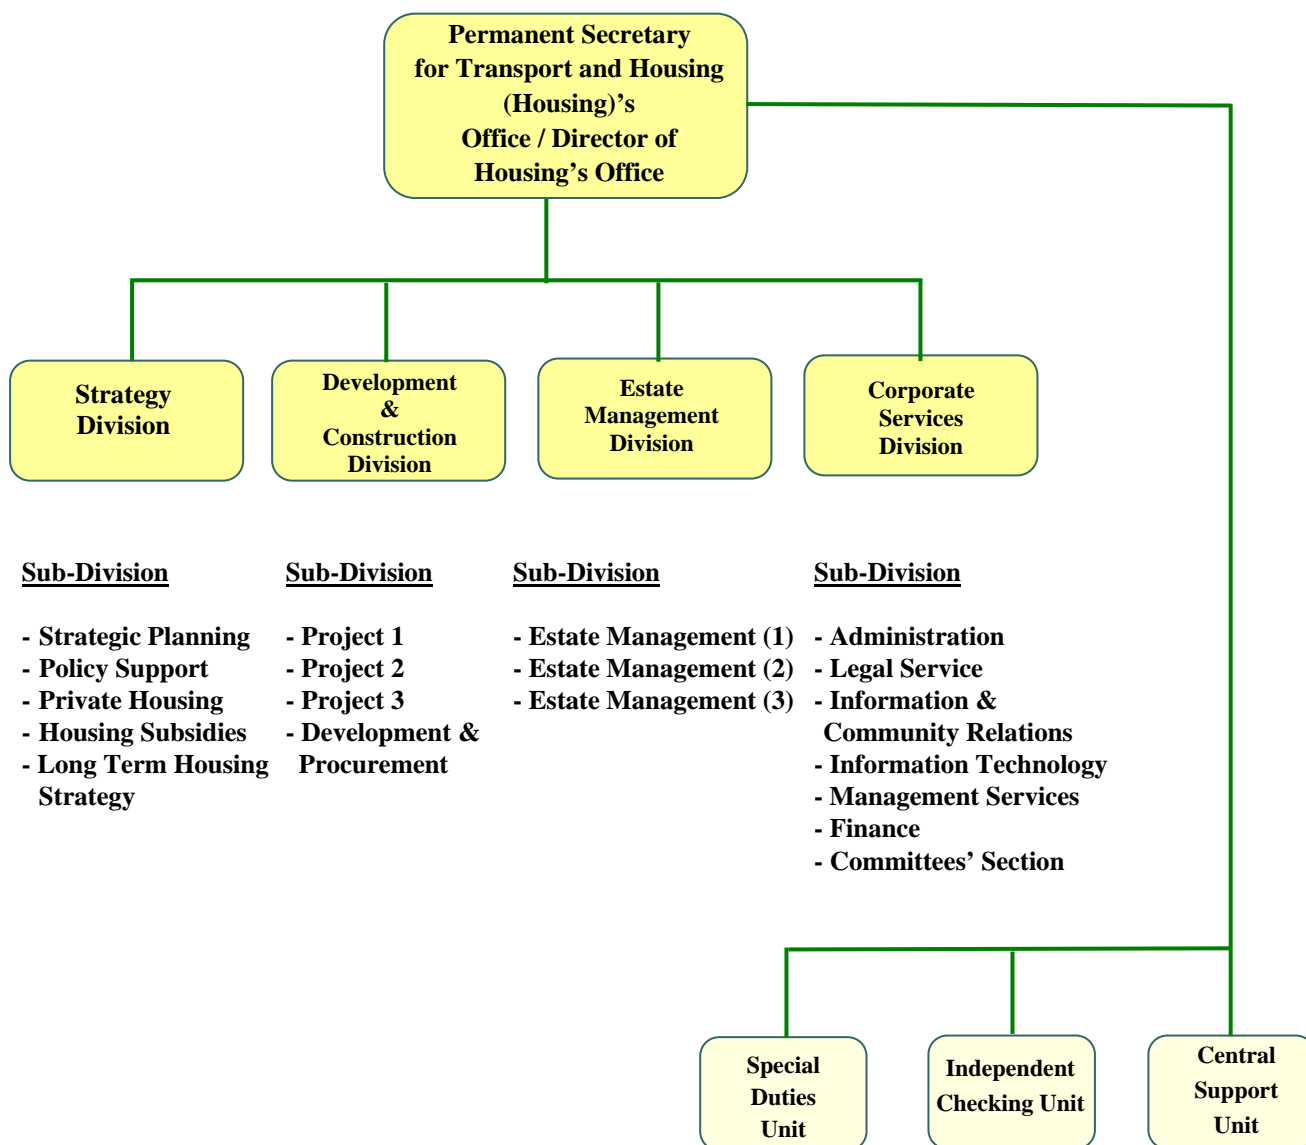 Permanent Secretary
for Transport and Housing
(Housing)’s
Office / Director of
Housing’s Office
Strategy
Division
Development
&
Construction
Division
Estate
Management
Division
Corporate
Services
Division
Sub-Division
- Strategic Planning
- Policy Support
- Private Housing
- Housing Subsidies
- Long Term Housing
Strategy
Sub-Division
- Project 1
- Project 2
- Project 3
- Development &
Procurement
Sub-Division
- Estate Management (1)
- Estate Management (2)
- Estate Management (3)
Sub-Division
- Administration
- Legal Service
- Information &
Community Relations
- Information Technology
- Management Services
- Finance
- Committees’ Section
Special
Duties
Unit
Independent
Checking Unit
Central
Support
Unit